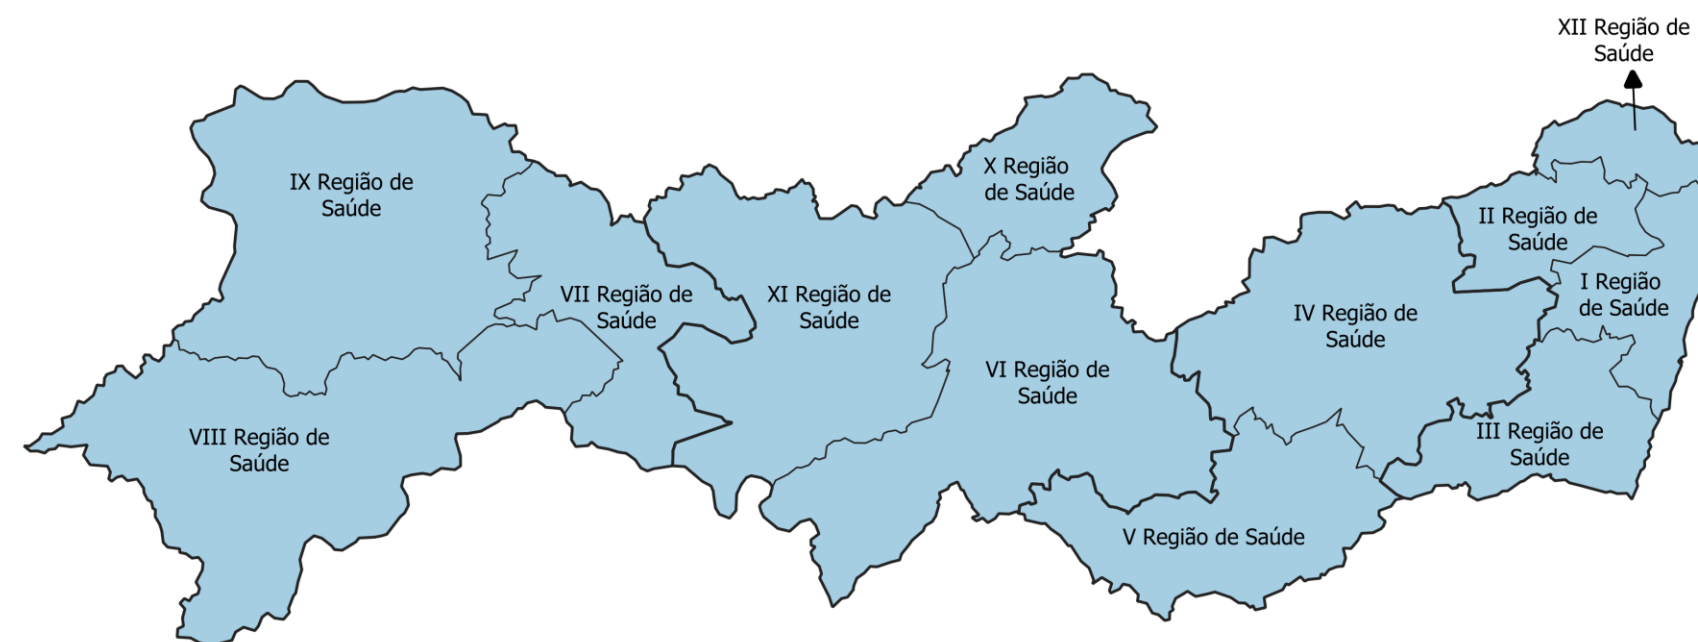 XII Região de
Saúde
X Região
de Saúde
IX Região de
Saúde
II Região de
Saúde
I Região
de Saúde
VII Região de
Saúde
XI Região de
Saúde
IV Região de
Saúde
VI Região de
Saúde
VIII Região de
Saúde
III Região de
Saúde
V Região de Saúde